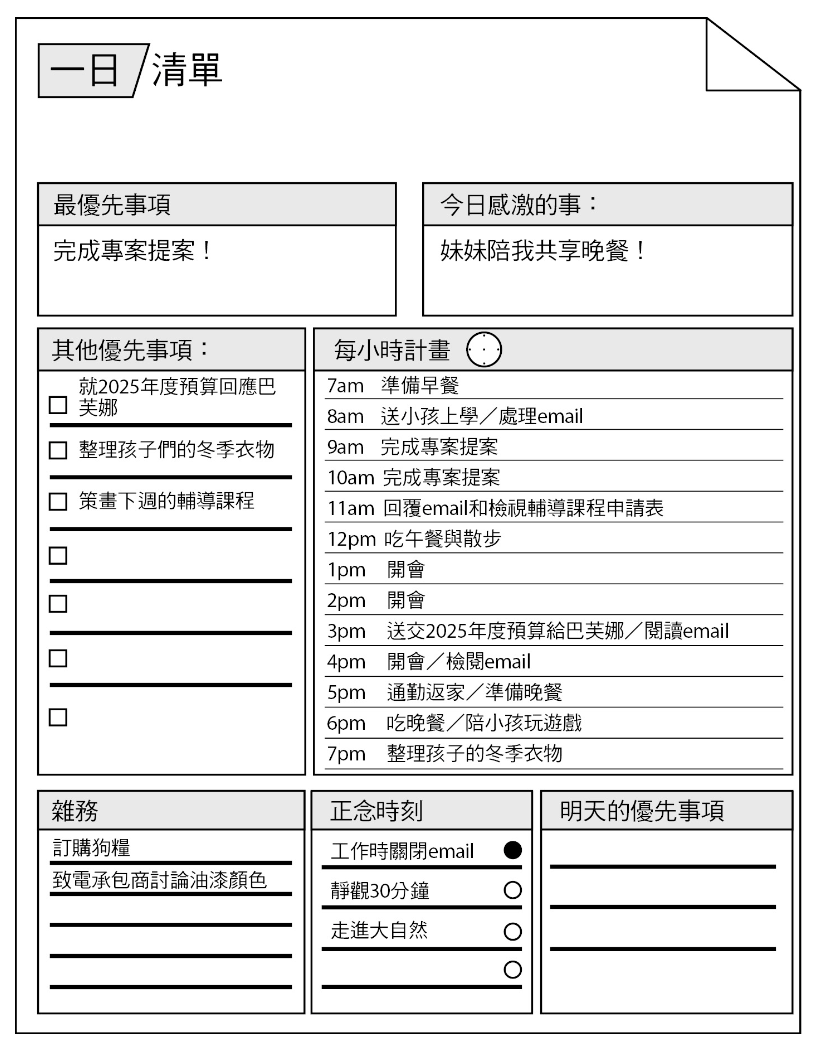 一日清單
最優先事項
完成專案提案！
今日感激的事：
妹妹陪我共享晚餐！
其他優先事項：
就2025年度預算回應巴
芙娜
整理孩子們的冬季衣物
策畫下週的輔導課程
每小時計畫
7am 準備早餐
8am 送小孩上學／處理email
9am 完成專案提案
10am 完成專案提案
11am 回覆email和檢視輔導課程申請表
12pm 吃午餐與散步
1pm 開會
2pm 開會
3pm 送交2025年度預算給巴芙娜／閱讀email
4pm 開會／檢閱email
5pm 通勤返家／準備晚餐
6pm 吃晚餐／陪小孩玩遊戲
7pm 整理孩子的冬季衣物
雜務
訂購狗糧
致電承包商討論油漆顏色
正念時刻
工作時關閉email
靜觀30分鐘
走進大自然
明天的優先事項